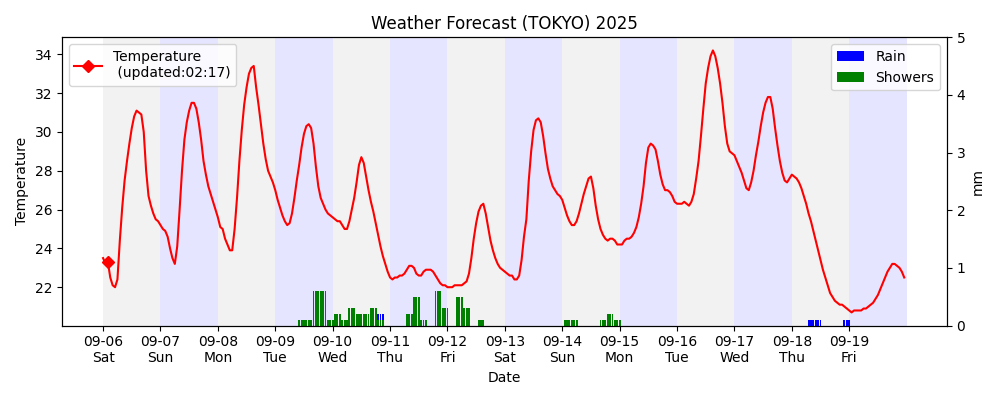 Weather Forecast (TOKYO) 2025
Temperature
(updated:02:17)
Rain
Showers
34
32
30
28
26
24
22
Temperature
5
4
3
2
1
0
mm
09-06 09-07 09-08 09-09 09-10 09-11 09-12 09-13 09-14 09-15 09-16 09-17 09-18 09-19
Sat Sun Mon Tue Wed Thu Fri Sat Sun Mon Tue Wed Thu Fri
Date